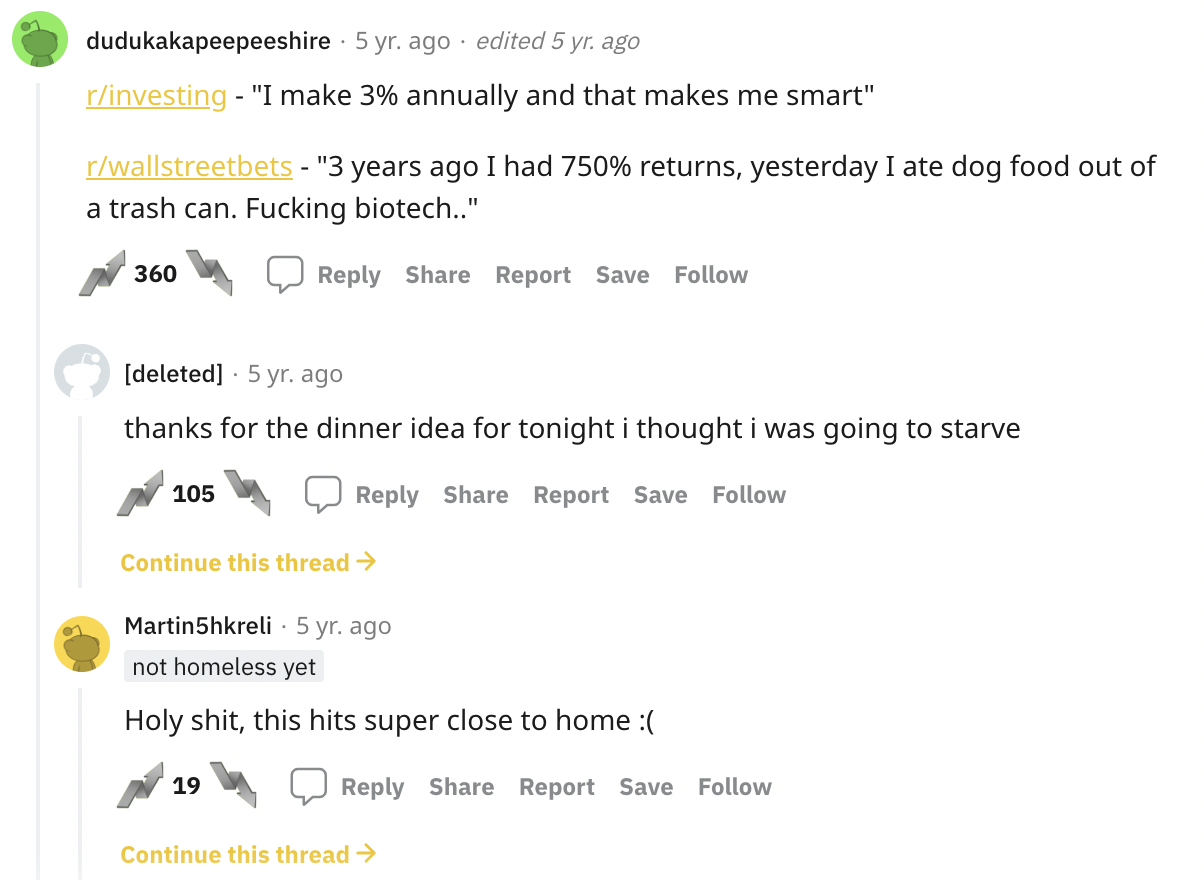 dudukakapeepeeshire · 5 yr. ago · edited 5 yr. ago
r/investing - "I make 3% annually and that makes me smart"
r/wallstreetbets - "3 years ago I had 750% returns, yesterday I ate dog food out of
a trash can. Fucking biotech.."
360 Reply Share Report Save Follow
[deleted] · 5 yr. ago
thanks for the dinner idea for tonight i thought i was going to starve
105 Reply Share Report Save Follow
Continue this thread →
Martin5hkreli · 5 yr. ago
not homeless yet
Holy shit, this hits super close to home :(
19 Reply Share Report Save Follow
Continue this thread →